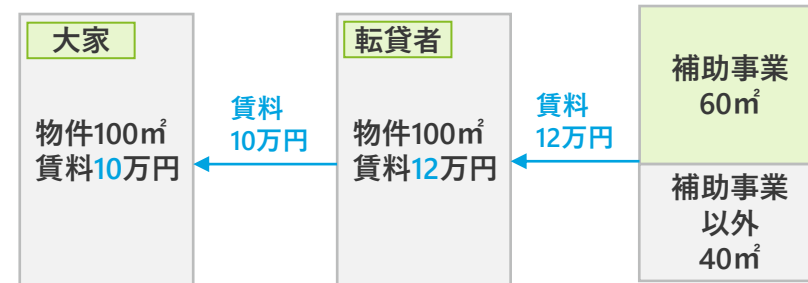 大家
物件100㎡
賃料10万円
賃料
10万円
転貸者
物件100㎡
賃料12万円
賃料
12万円
補助事業
60㎡
補助事業
以外
40㎡